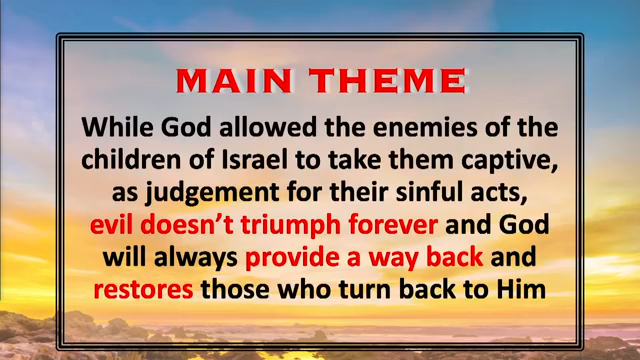 MAIN THEME
While God allowed the enemies of the
children of Israel to take them captive,
as judgement for their sinful acts,
evil doesn't triumph forever and God
will always provide a way back and
restores those who turn back to Him